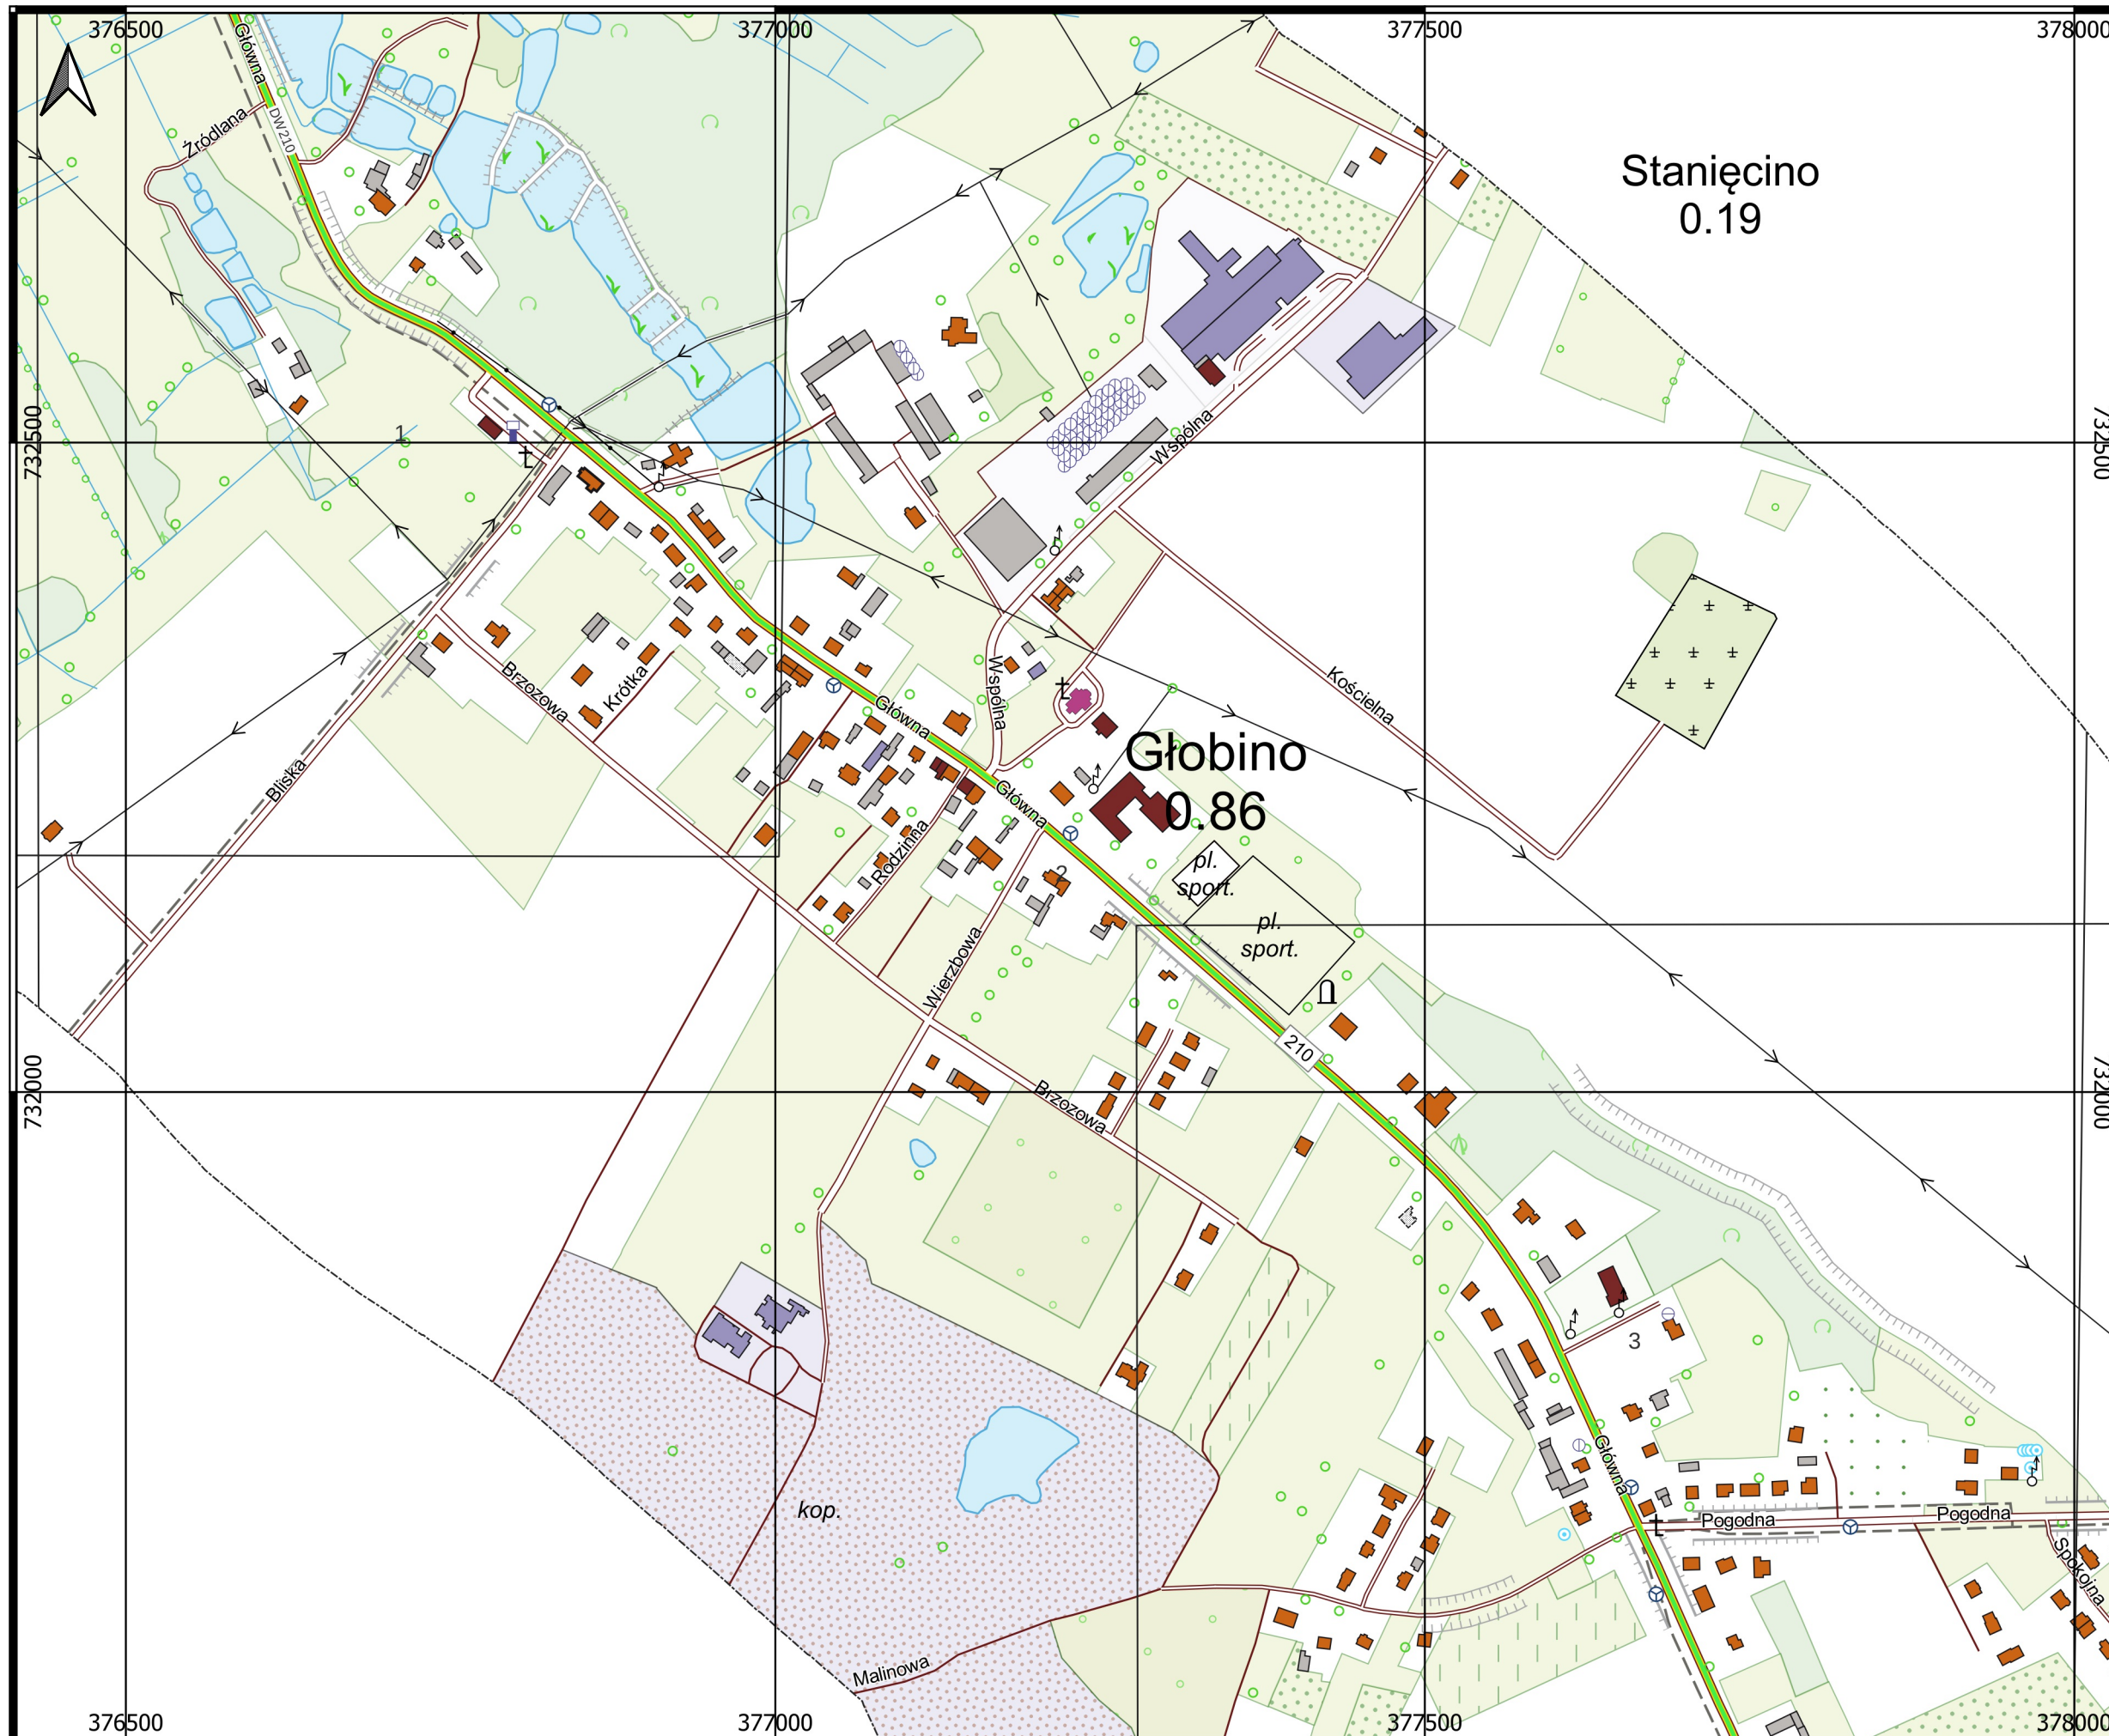 376500
377000
377500
378000
Główna
DW210
Źródlana
Stanięcino
0.19
732500
732500
1
Wspólna
Brzozowa
Krótka
Wspólna
Kościelna
Główna
Głobino
0.86
Bliska
Główna
Rodzinna
pl.
sport.
2
pl.
sport.
Wierzbowa
210
732000
732000
Brzozowa
3
Główna
kop.
Pogodna
Pogodna
Spokojna
Malinowa
376500
377000
377500
378000